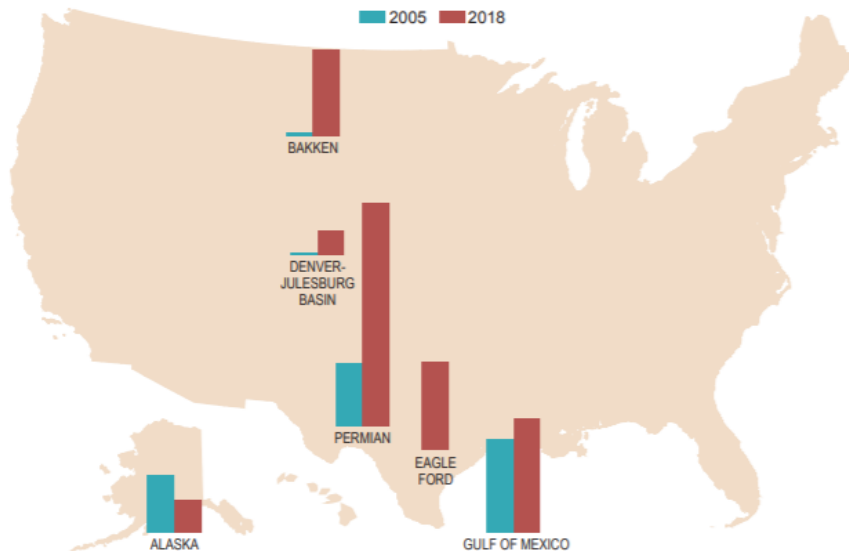 2005 2018
BAKKEN
DENVER-
JULESBURG
BASIN
PERMIAN
EAGLE
FORD
ALASKA
GULF OF MEXICO